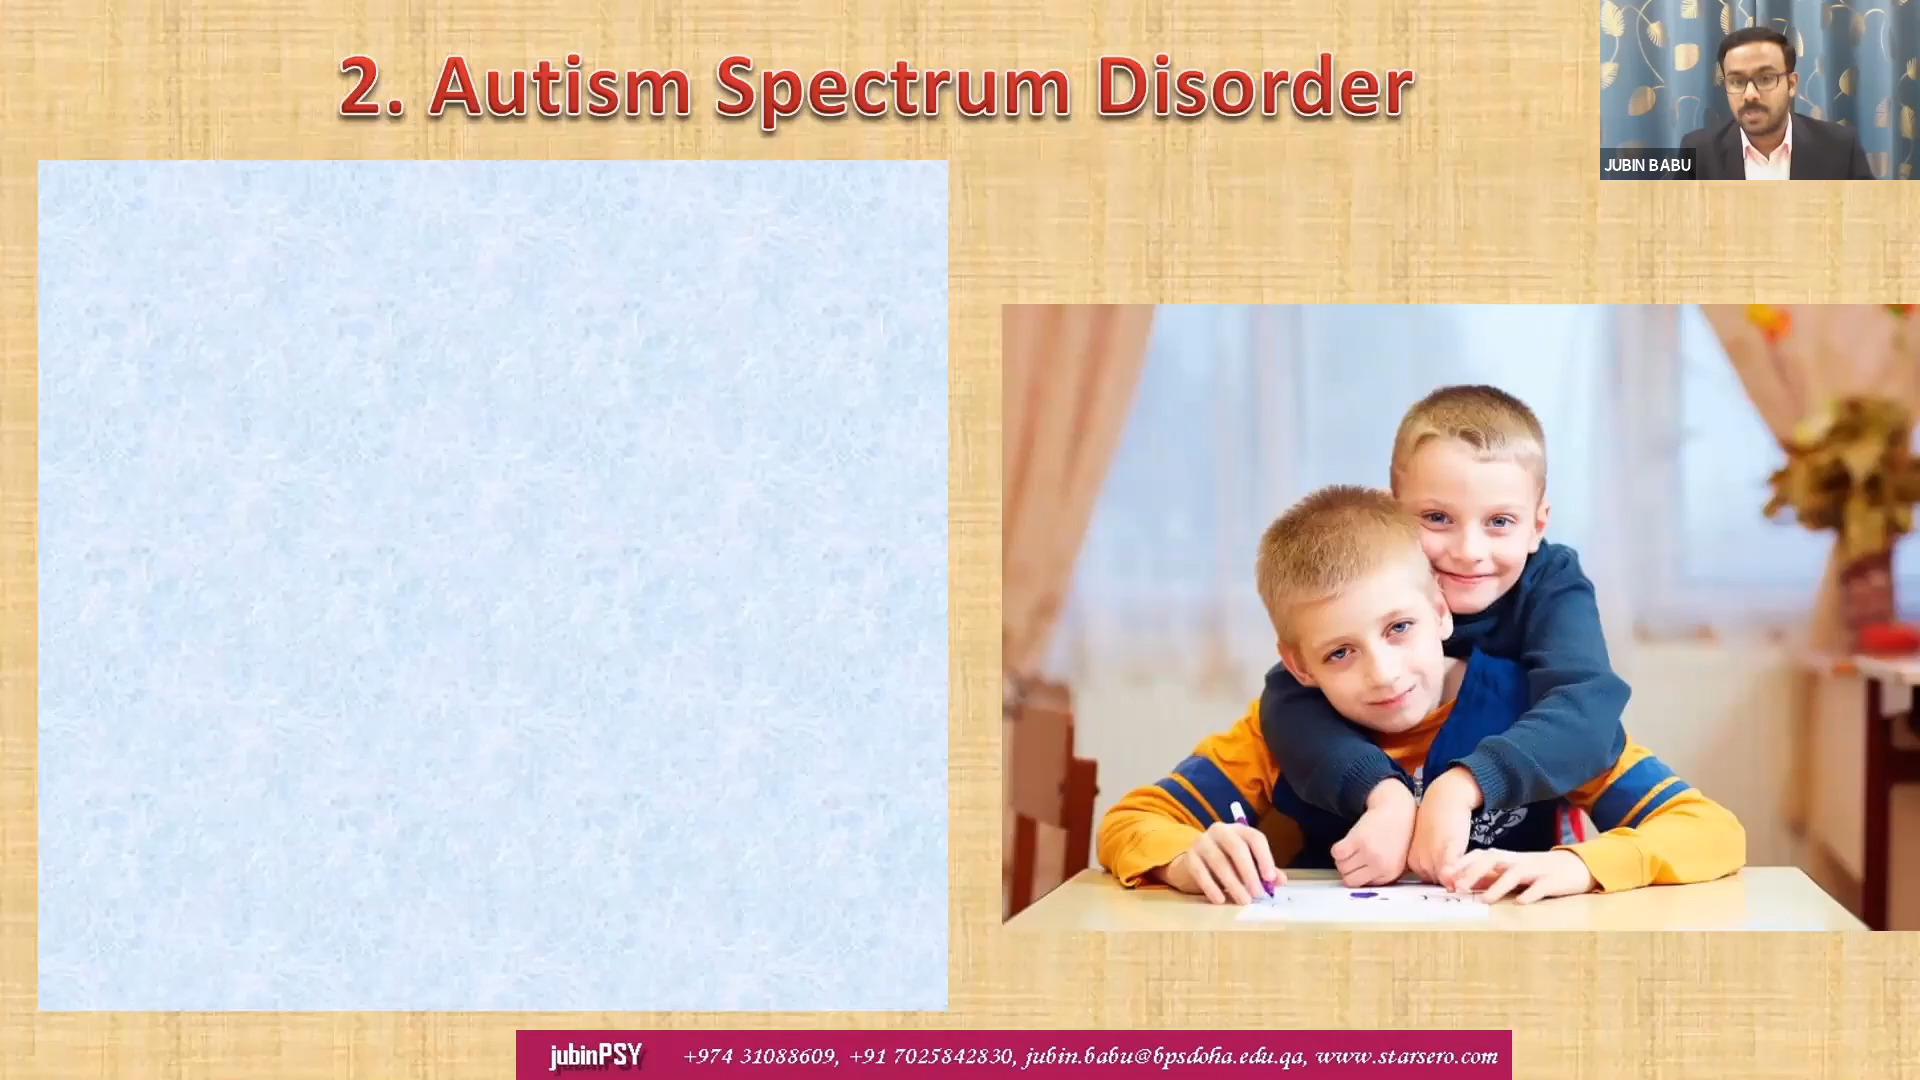 2. Autism Spectrum Disorder
JUBIN BABU
jubinPSY +974 31088609, +91 7025842830, jubin.babu@bpsdoha.edu.qa, www.starsero.com